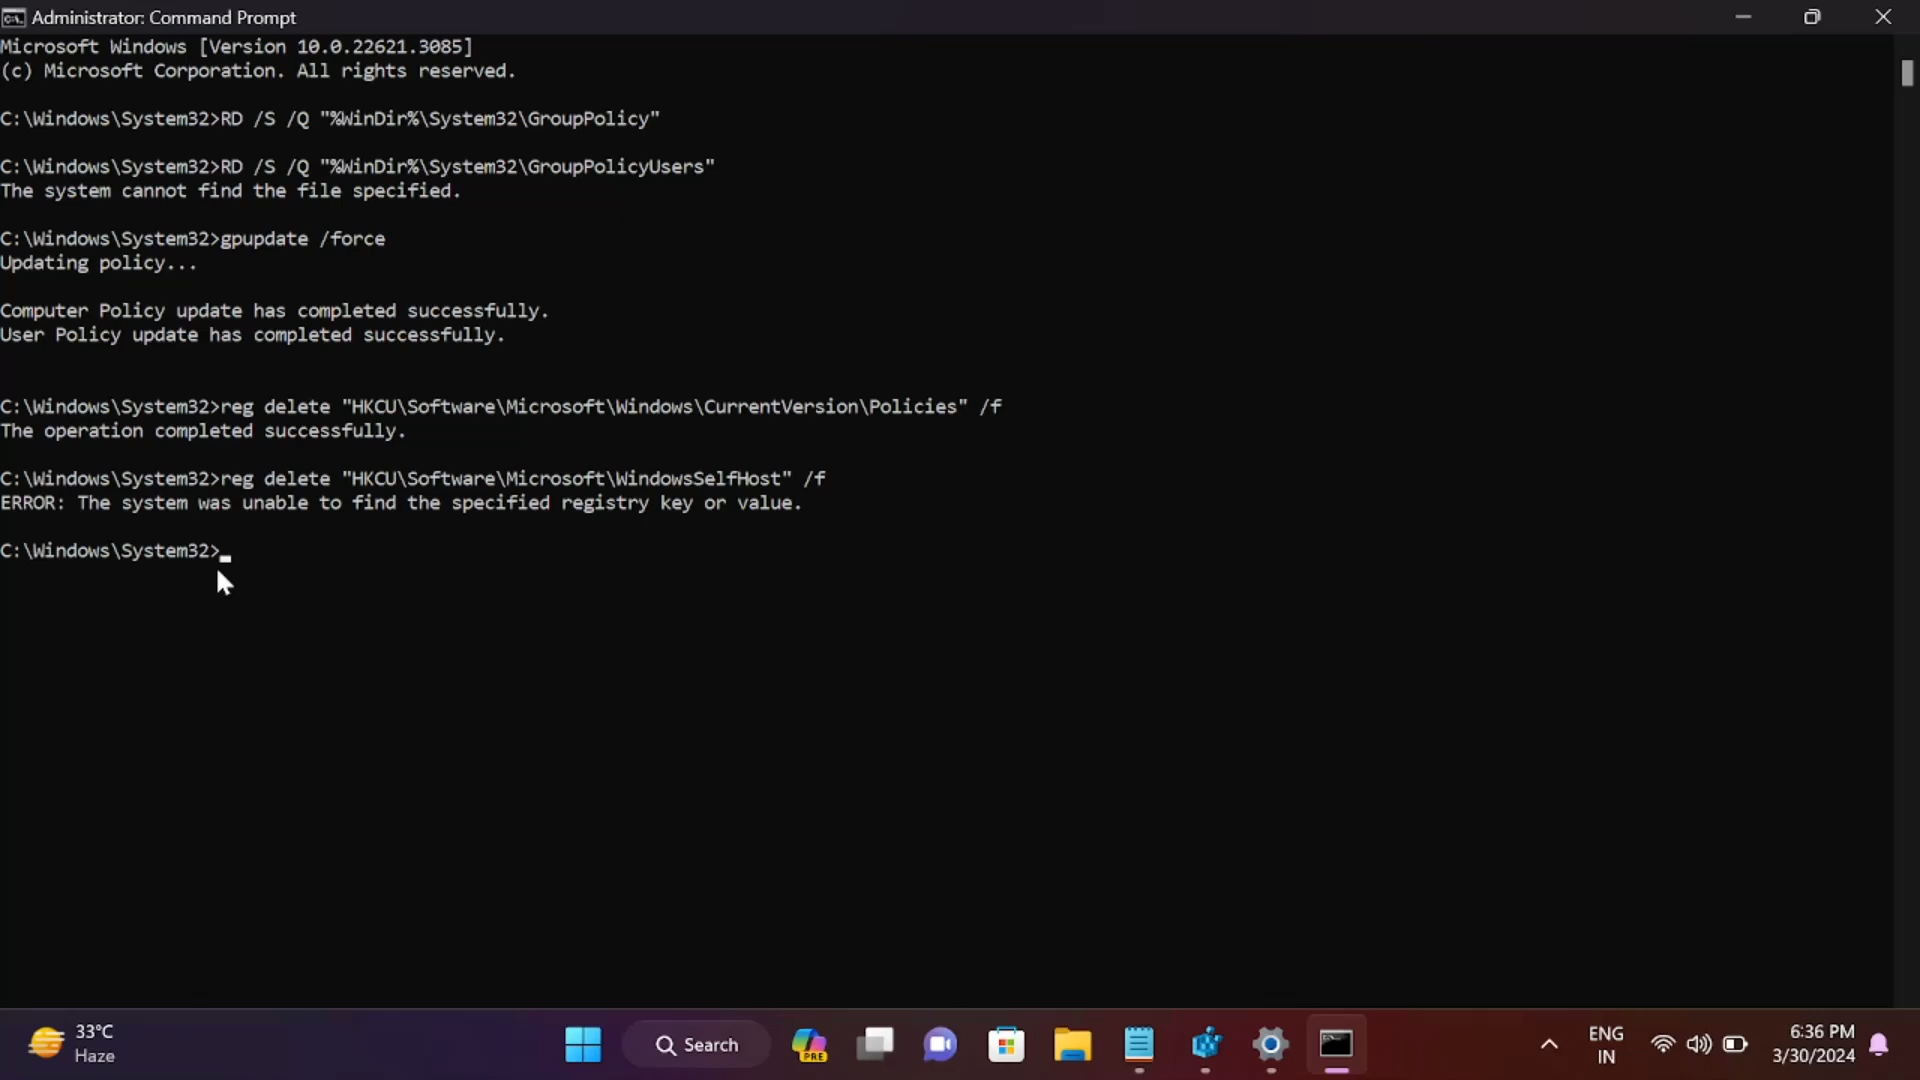 Administrator: Command Prompt
Microsoft Windows [Version 10.0.22621.3085]
(c) Microsoft Corporation. All rights reserved.
C:\Windows\System32>RD /S /Q "%WinDir%\System32\GroupPolicy"
C:\Windows\System32>RD /S /Q "%WinDir%\System32\GroupPolicyUsers"
The system cannot find the file specified.
C:\Windows\System32>gpupdate /force
Updating policy...
Computer Policy update has completed successfully.
User Policy update has completed successfully.
C:\Windows\System32>reg delete "HKCU\Software\Microsoft\Windows\CurrentVersion\Policies" /f
The operation completed successfully.
C:\Windows\System32>reg delete "HKCU\Software\Microsoft\WindowsSelfHost" /f
ERROR: The system was unable to find the specified registry key or value.
C:\Windows\System32>
33°C
Haze
Search
PRE
ENG
IN
6:36 PM
3/30/2024